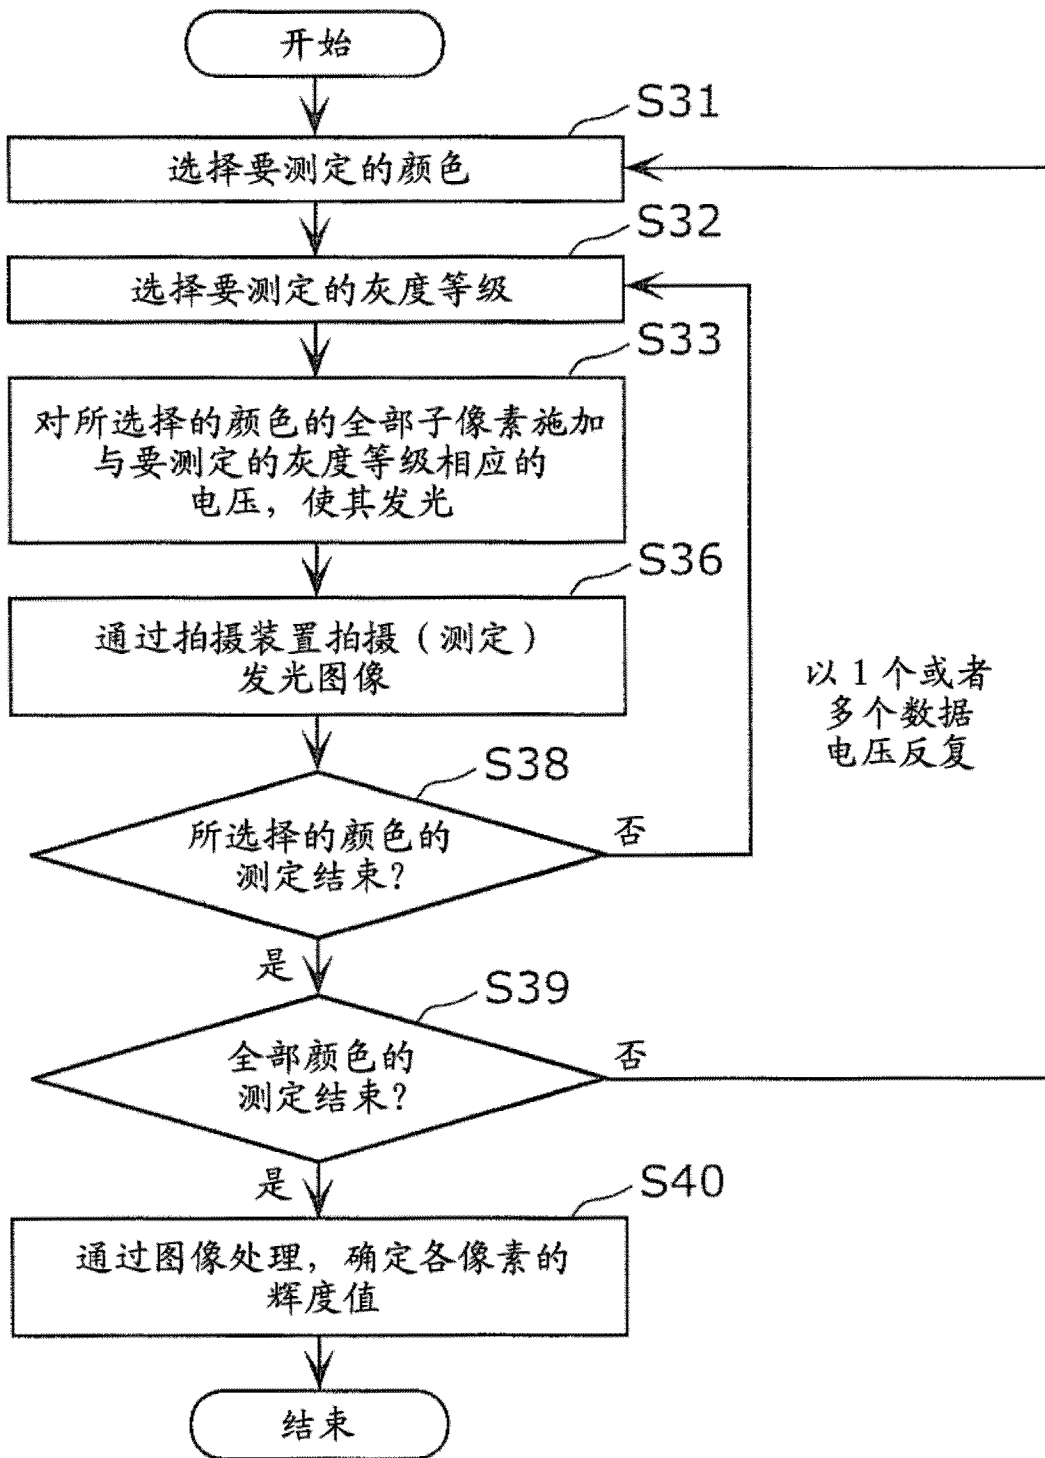 开始
S31
选择要测定的颜色
S32
选择要测定的灰度等级
S33
对所选择的颜色的全部子像素施加
与要测定的灰度等级相应的
电压，使其发光
S36
通过拍摄装置拍摄（测定）
发光图像
以1个或者
多个数据
电压反复
S38
所选择的颜色的
测定结束？
否
是
S39
全部颜色的
测定结束？
否
是
S40
通过图像处理，确定各像素的
辉度值
结束